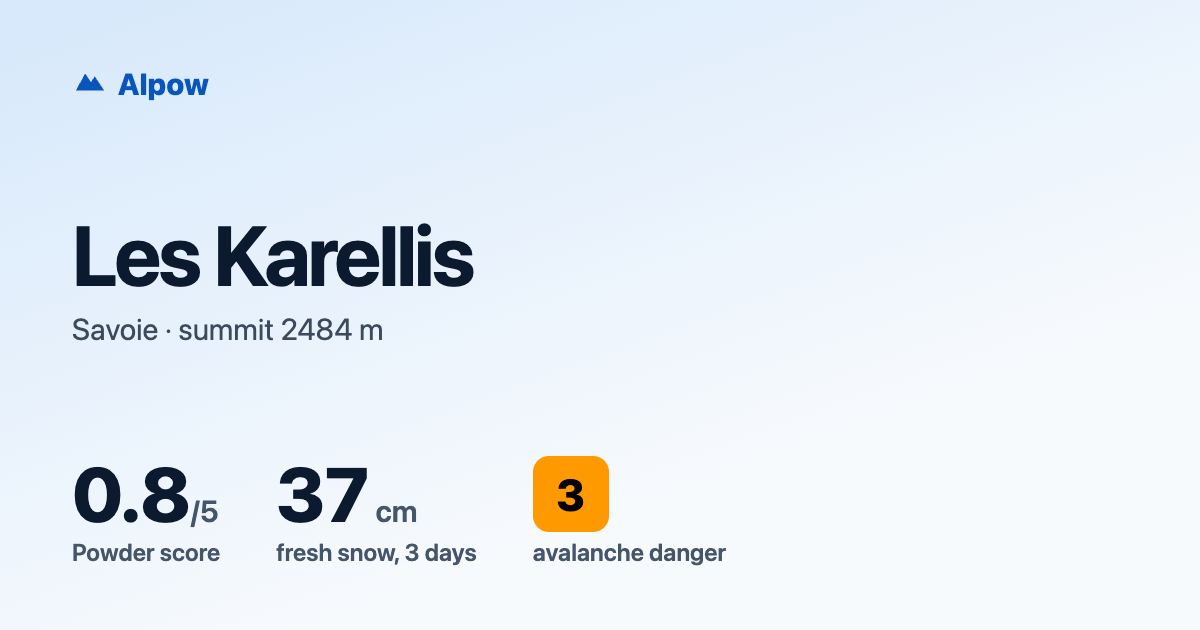 Alpow
Les Karellis
Savoie · summit 2484 m
0.8/5
Powder score
37 cm
fresh snow, 3 days
3
avalanche danger